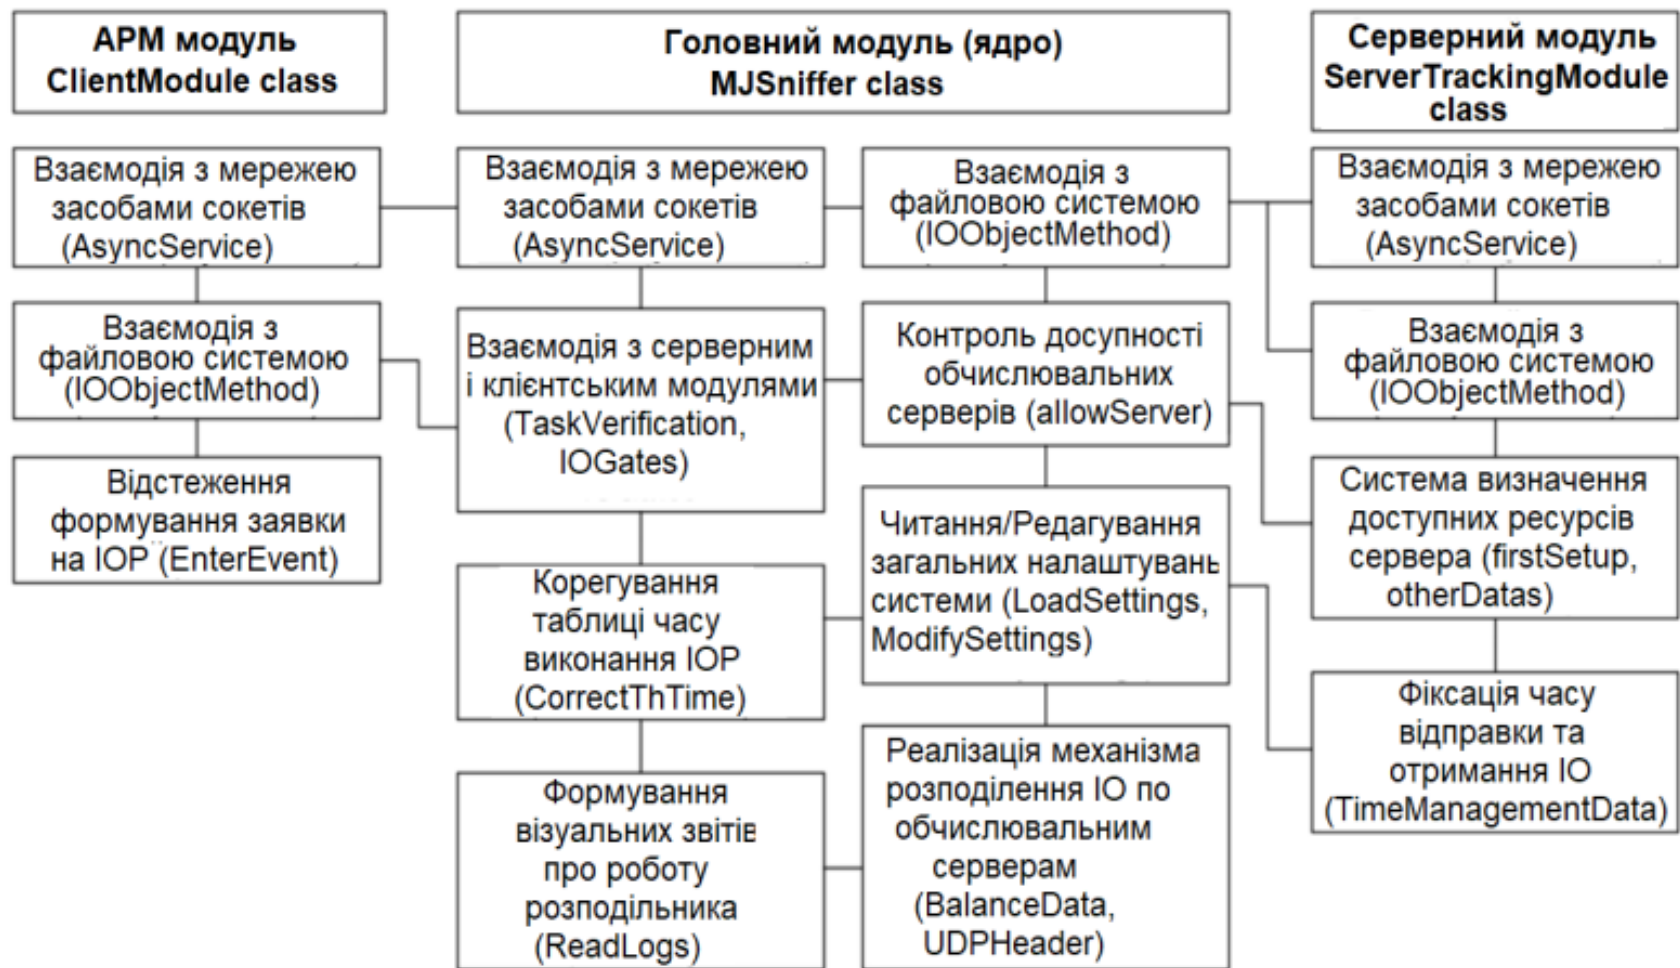 АРМ модуль
ClientModule class
Головний модуль (ядро)
MJSniffer class
Серверний модуль
ServerTrackingModule
class
Взаємодія з мережею
засобами сокетів
(AsyncService)
Взаємодія з
файловою системою
(IOObjectMethod)
Відстеження
формування заявки
на ІОР (EnterEvent)
Взаємодія з мережею
засобами сокетів
(AsyncService)
Взаємодія з серверним
і клієнтським модулями
(TaskVerification,
IOGates)
Корегування
таблиці часу
виконання ІОР
(CorrectThTime)
Формування
візуальних звітів
про роботу
розподільника
(ReadLogs)
Взаємодія з
файловою системою
(IOObjectMethod)
Контроль доступності
обчислювальних
серверів (allowServer)
Читання/Редагування
загальних налаштувань
системи (LoadSettings,
ModifySettings)
Реалізація механізма
розподілення ІО по
обчислювальним
серверам
(BalanceData,
UDPHeader)
Взаємодія з мережею
засобами сокетів
(AsyncService)
Взаємодія з
файловою системою
(IOObjectMethod)
Система визначення
доступних ресурсів
сервера (firstSetup,
otherDatas)
Фіксація часу
відправки та
отримання ІО
(TimeManagementData)